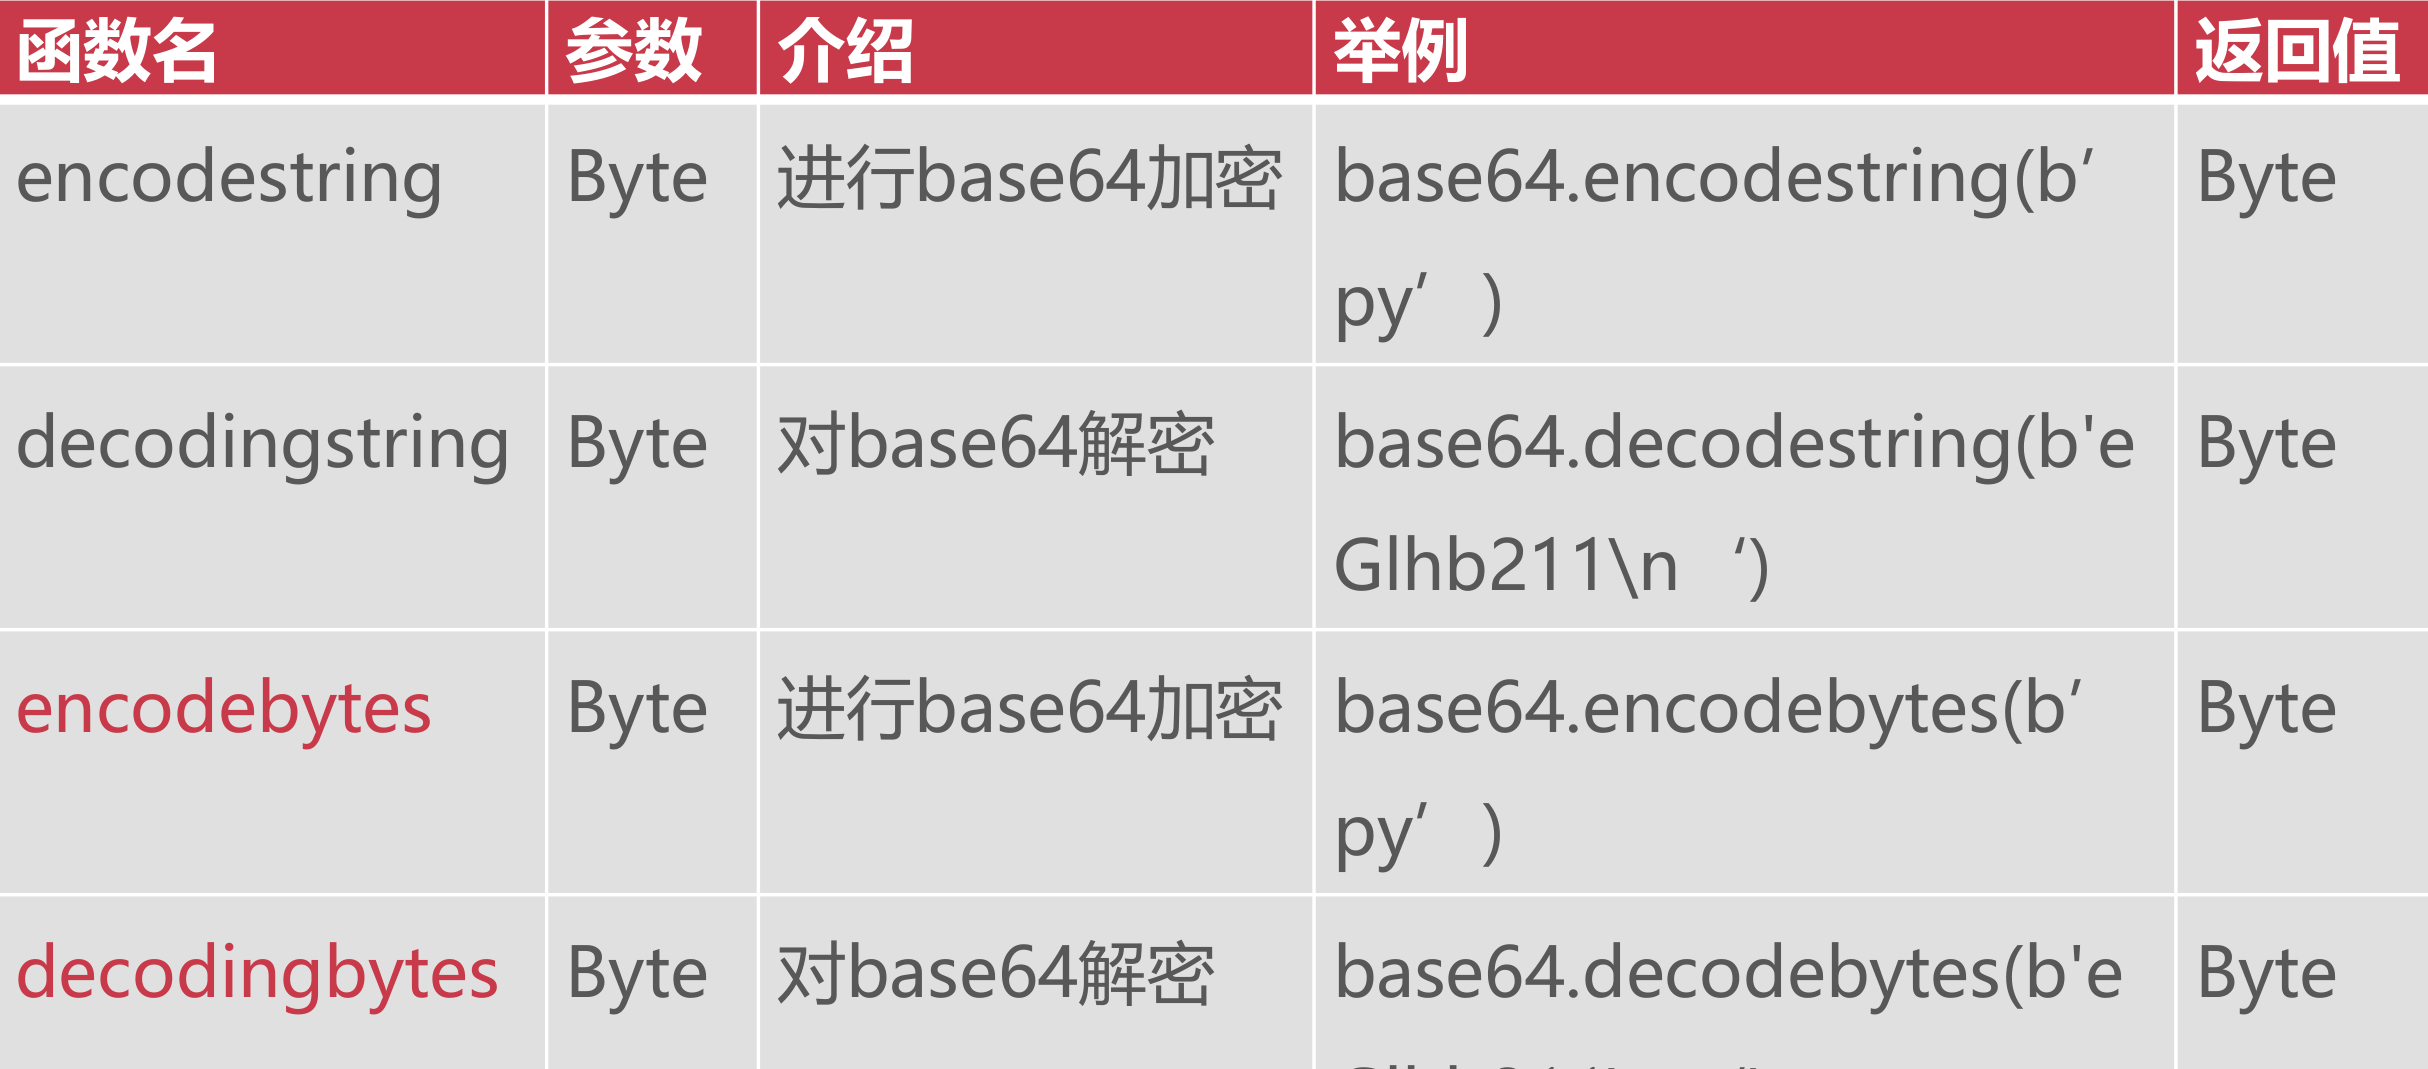 函数名 参数 介绍 举例 返回值
encodestring Byte 进行base64加密 base64.encodestring(b’ Byte
py’ )
decodingstring Byte 对base64解密 base64.decodestring(b'e Byte
Glhb211\n ‘)
encodebytes Byte 进行base64加密 base64.encodebytes(b’ Byte
py’ )
decodingbytes Byte 对base64解密 base64.decodebytes(b'e Byte